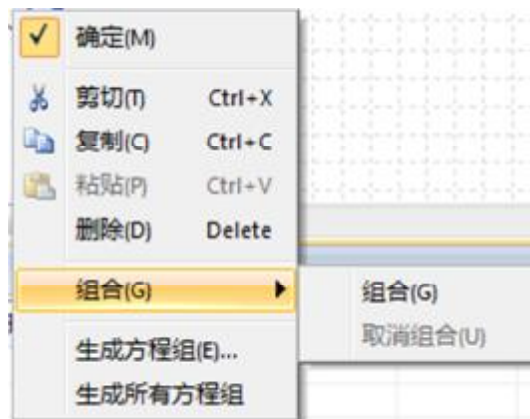 确定(M)
剪切(T) Ctrl+X
复制(C) Ctrl+C
粘贴(P) Ctrl+V
删除(D) Delete
组合(G)
组合(G)
取消组合(U)
生成方程组(E)...
生成所有方程组